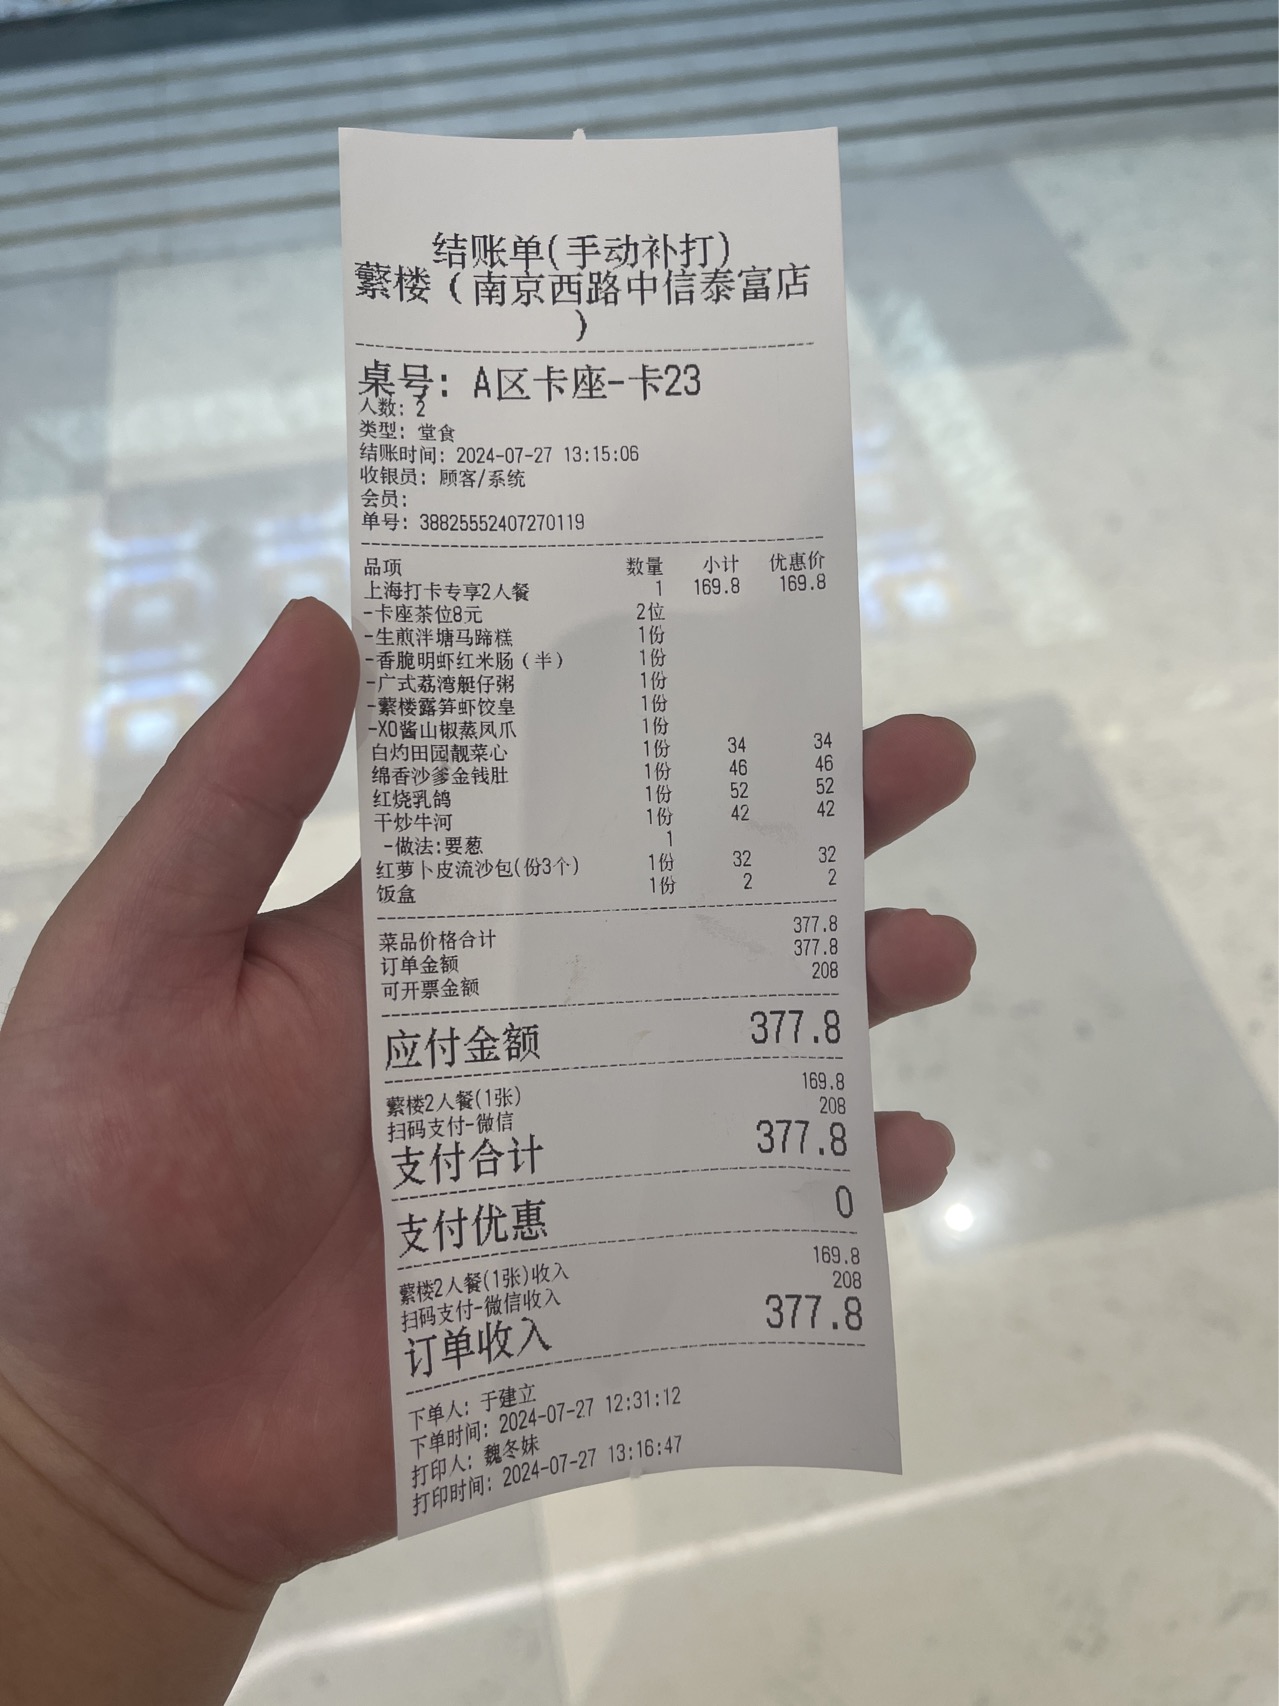 结账单(手动补打)
蘩楼（南京西路中信泰富店
）
桌号: A区卡座-卡23
人数: 2
类型: 堂食
结账时间: 2024-07-27 13:15:06
收银员: 顾客/系统
会员:
单号: 38825552407270119
品项 数量 小计 优惠价
上海打卡专享2人餐 1 169.8 169.8
-卡座茶位8元 2位
-生煎泮塘马蹄糕 1份
-香脆明虾红米肠（半） 1份
-广式荔湾艇仔粥 1份
-蘩楼露笋虾饺皇 1份
-XO酱山椒蒸凤爪 1份
白灼田园靓菜心 1份 34 34
绵香沙爹金钱肚 1份 46 46
红烧乳鸽 1份 52 52
干炒牛河 1份 42 42
-做法:要葱 1
红萝卜皮流沙包(份3个) 1份 32 32
饭盒 1份 2 2
菜品价格合计 377.8
订单金额 377.8
可开票金额 208
应付金额 377.8
蘩楼2人餐(1张) 169.8
扫码支付-微信 208
支付合计 377.8
支付优惠 0
蘩楼2人餐(1张)收入 169.8
扫码支付-微信收入 208
订单收入 377.8
下单人: 于建立
下单时间: 2024-07-27 12:31:12
打印人: 魏冬妹
打印时间: 2024-07-27 13:16:47